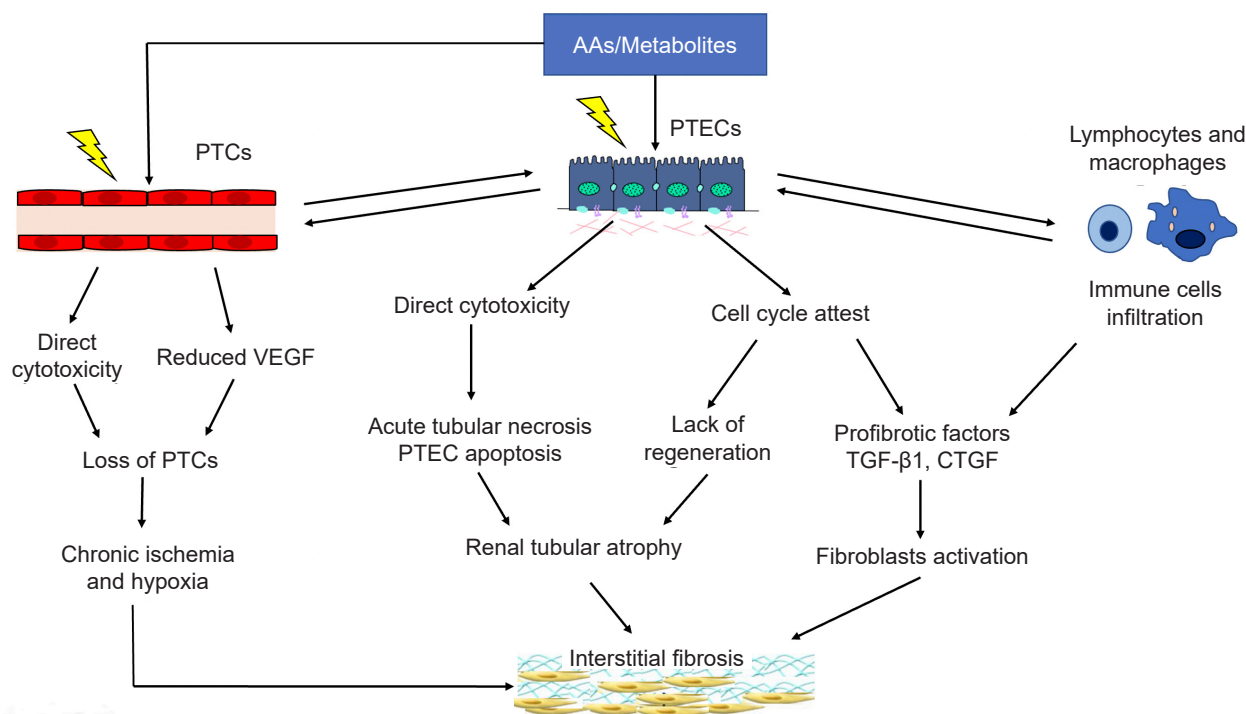 AAs/Metabolites
PTCs
PTECs
Lymphocytes and
macrophages
Immune cells
infiltration
Direct
cytotoxicity
Reduced VEGF
Direct cytotoxicity
Cell cycle attest
Loss of PTCs
Acute tubular necrosis
PTEC apoptosis
Lack of
regeneration
Profibrotic factors
TGF-β1, CTGF
Chronic ischemia
and hypoxia
Renal tubular atrophy
Fibroblasts activation
Interstitial fibrosis